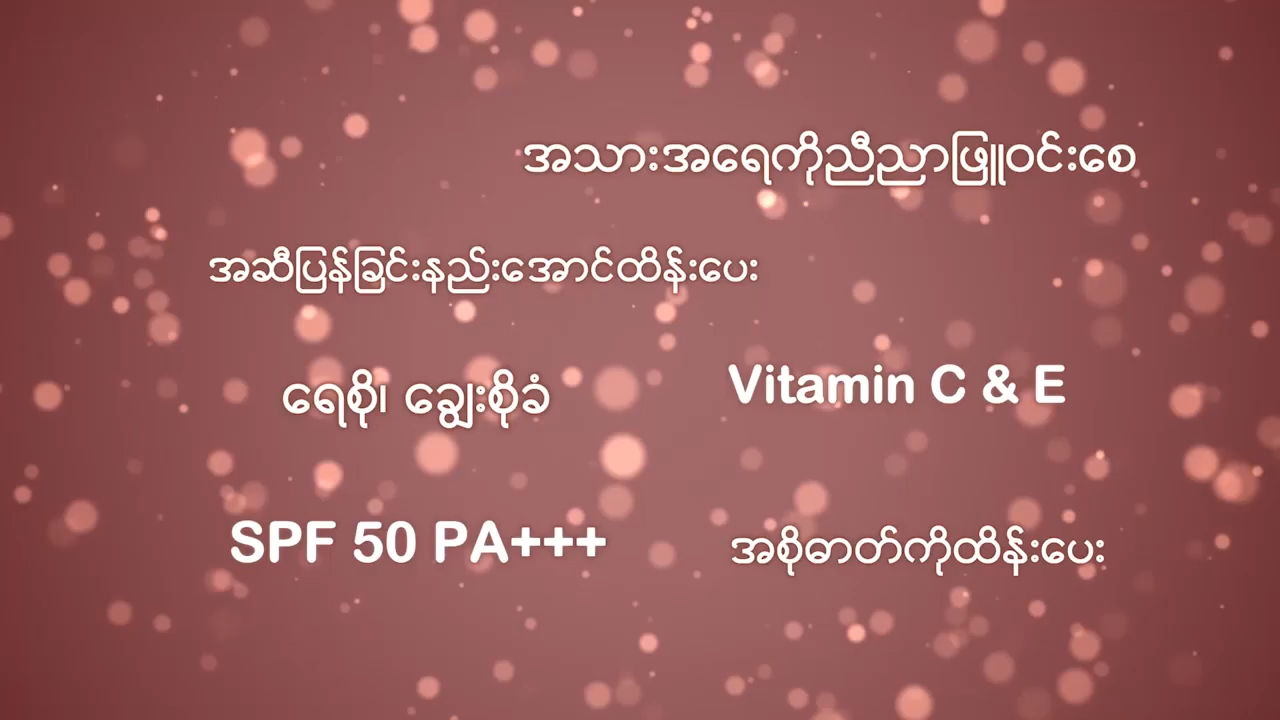 အသားအရေကိုညီညာဖြူဝင်းစေ
အဆီပြန်ခြင်းနည်းအောင်ထိန်းပေး
ရေစို၊ ချွေးစိုခံ
Vitamin C & E
SPF 50 PA+++
အစိုဓာတ်ကိုထိန်းပေး